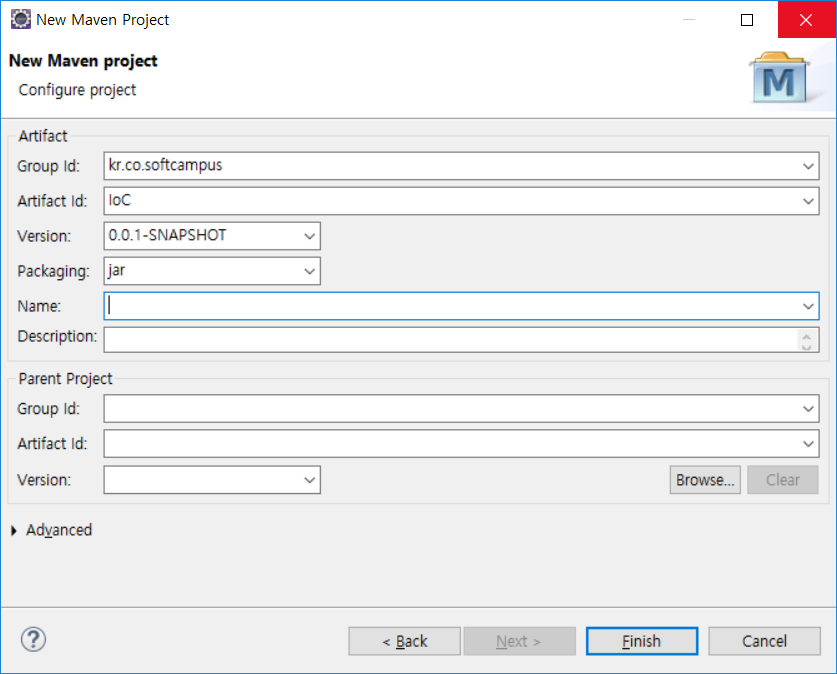 New Maven Project
New Maven project
Configure project
M
Artifact
Group Id: kr.co.softcampus
Artifact Id: IoC
Version: 0.0.1-SNAPSHOT
Packaging: jar
Name:
Description:
Parent Project
Group Id:
Artifact Id:
Version: Browse... Clear
Advanced
? < Back Next > Finish Cancel